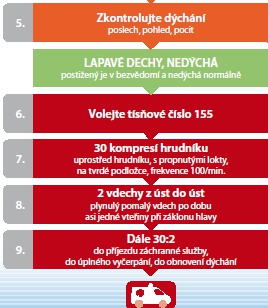 5.
Zkontrolujte dýchání
poslech, pohled, pocit
LAPAVÉ DECHY, NEDÝCHÁ
postižený je v bezvědomí a nedýchá normálně
6.
Volejte tísňové číslo 155
7.
30 kompresí hrudníku
uprostřed hrudníku, s propnutými lokty,
na tvrdé podložce, frekvence 100/min.
8.
2 vdechy z úst do úst
plynulý pomalý vdech po dobu
asi jedné vteřiny při záklonu hlavy
9.
Dále 30:2
do příjezdu záchranné služby,
do úplného vyčerpání, do obnovení dýchání